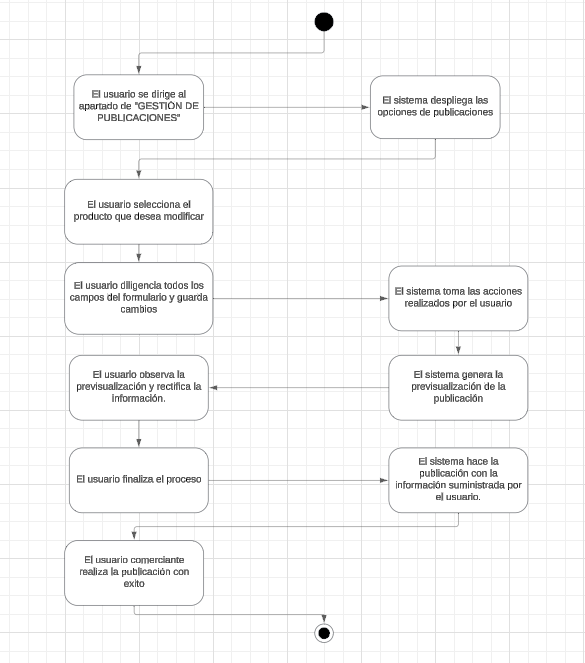 El usuario se dirige al
apartado de "GESTIÓN DE
PUBLICACIONES"
El sistema despliega las
opciones de publicaciones
El usuario selecciona el
producto que desea modificar
El usuario diligencia todos los
campos del formulario y guarda
cambios
El sistema toma las acciones
realizados por el usuario
El sistema genera la
previsualización de la
publicación
El usuario observa la
previsualización y rectifica la
información.
El usuario finaliza el proceso
El sistema hace la
publicación con la
información suministrada por
el usuario.
El usuario comerciante
realiza la publicación con
exito